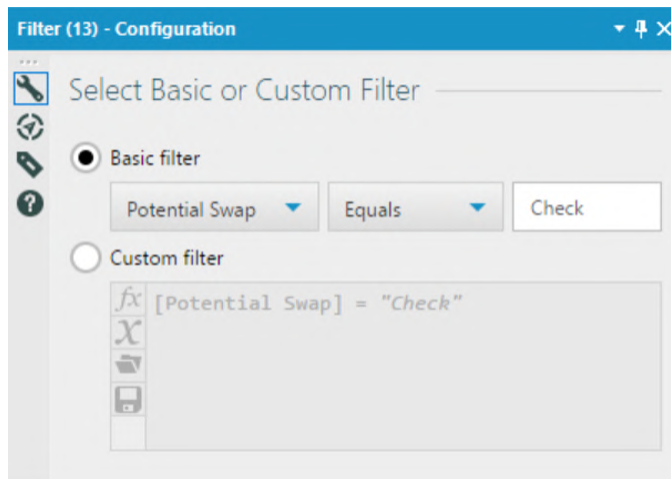 Filter (13) - Configuration
Select Basic or Custom Filter
Basic filter
Potential Swap Equals Check
Custom filter
[Potential Swap] = "Check"